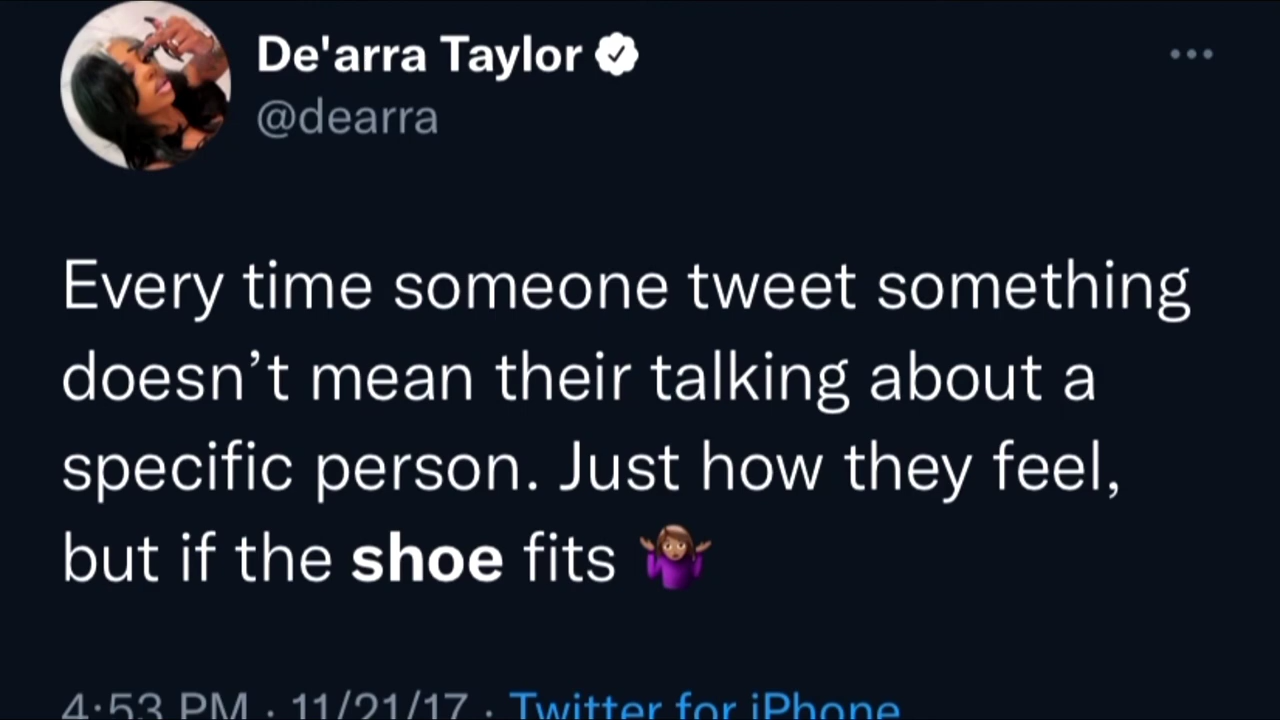 De'arra Taylor
@dearra
Every time someone tweet something
doesn’t mean their talking about a
specific person. Just how they feel,
but if the shoe fits 🤷🏽‍♀️
4:53 PM · 11/21/17 · Twitter for iPhone